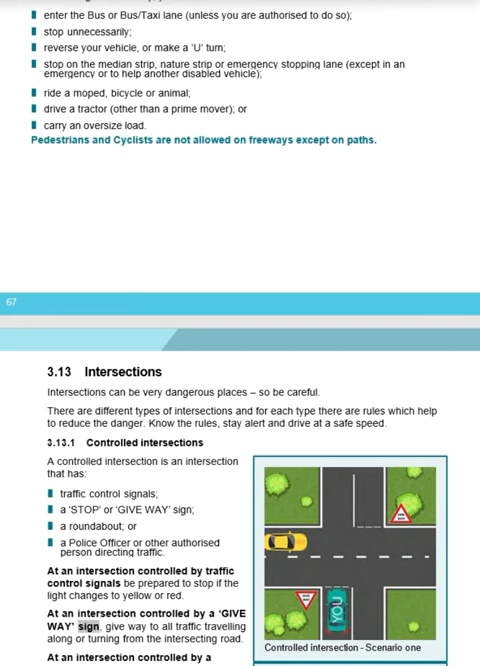 enter the Bus or Bus/Taxi lane (unless you are authorised to do so);
stop unnecessarily;
reverse your vehicle, or make a 'U' turn;
stop on the median strip, nature strip or emergency stopping lane (except in an
emergency or to help another disabled vehicle);
ride a moped, bicycle or animal;
drive a tractor (other than a prime mover); or
carry an oversize load.
Pedestrians and Cyclists are not allowed on freeways except on paths.
67
3.13 Intersections
Intersections can be very dangerous places – so be careful.
There are different types of intersections and for each type there are rules which help
to reduce the danger. Know the rules, stay alert and drive at a safe speed.
3.13.1 Controlled intersections
A controlled intersection is an intersection
that has:
traffic control signals;
a 'STOP' or 'GIVE WAY' sign;
a roundabout; or
a Police Officer or other authorised
person directing traffic.
At an intersection controlled by traffic
control signals be prepared to stop if the
light changes to yellow or red.
At an intersection controlled by a 'GIVE
WAY' sign, give way to all traffic travelling
along or turning from the intersecting road.
At an intersection controlled by a
GIVE
WAY
GIVE
WAY
YOU
Controlled intersection - Scenario one